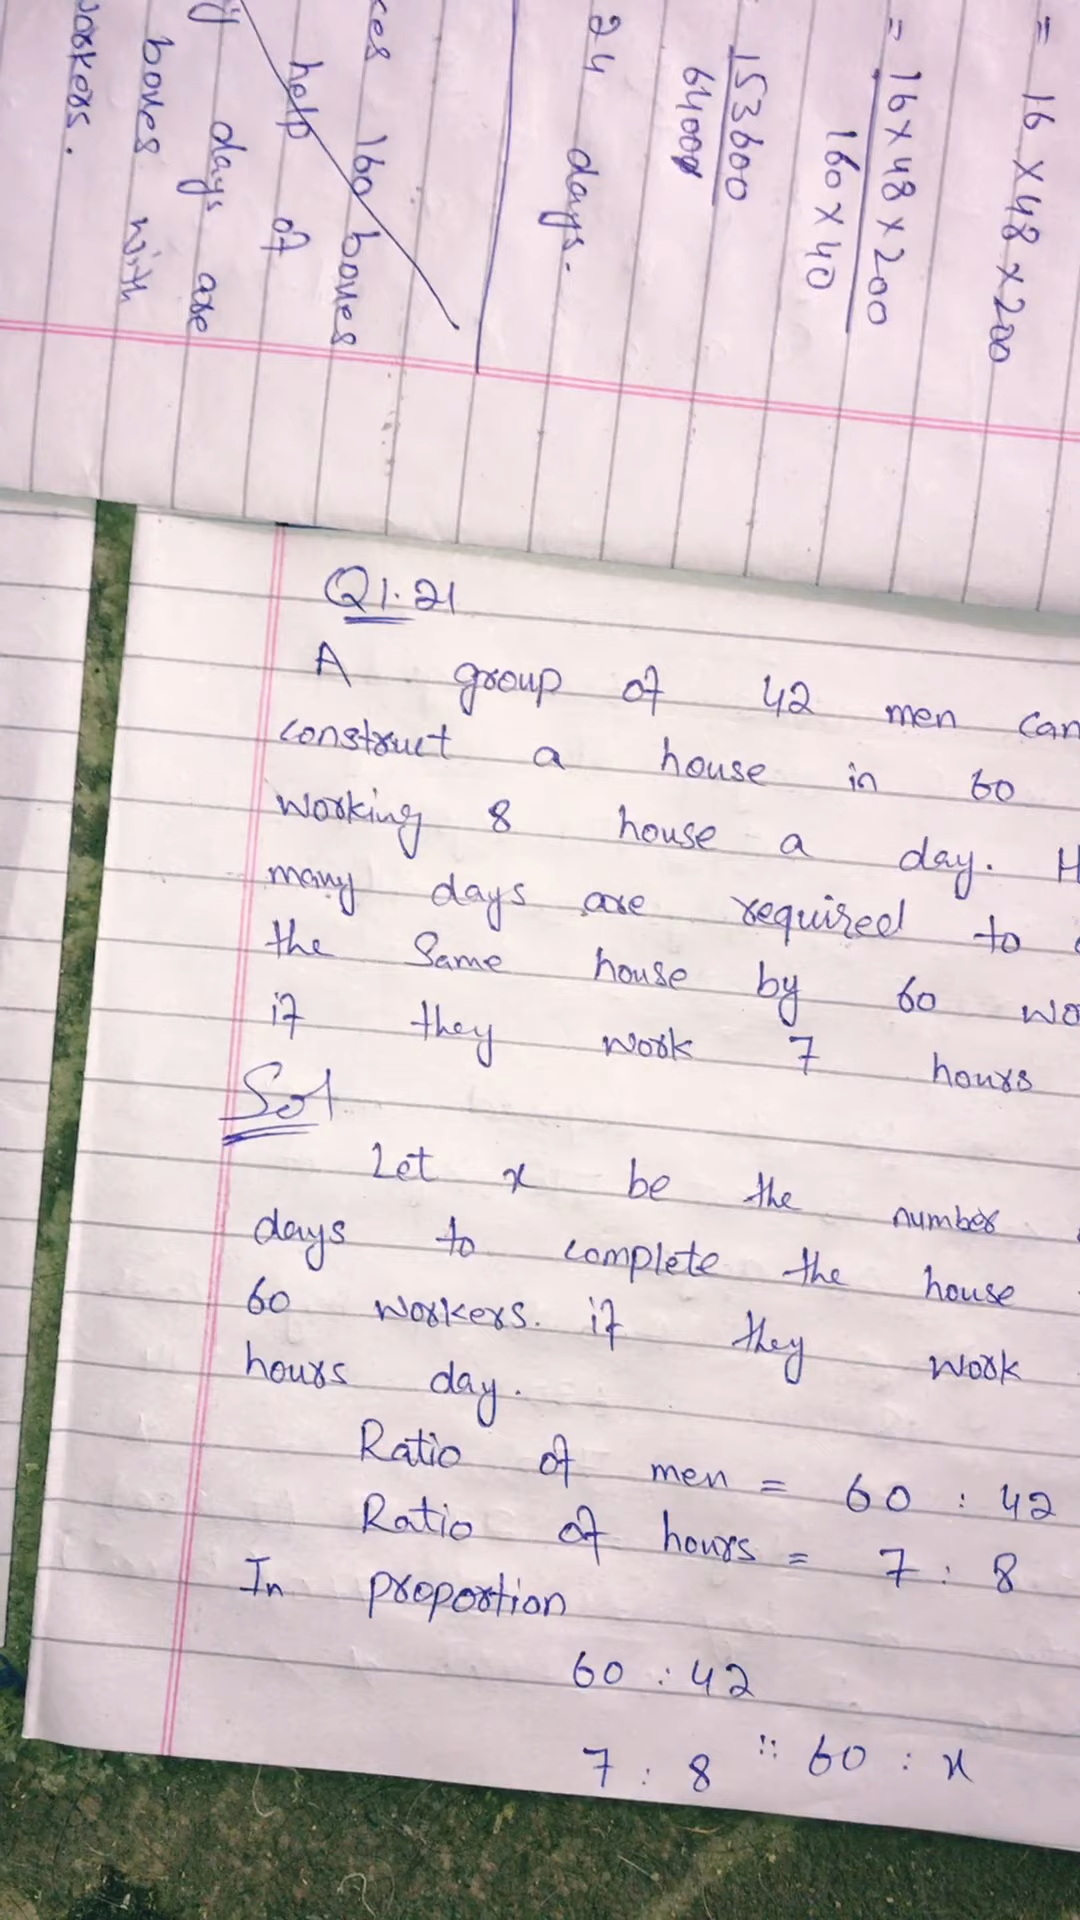 = 16 × 48 × 200
= 16 × 48 × 200
160 × 40
153600
64000
24 days.
160 boxes
help of
days are
boxes with
workers.
Q1.21
A group of 42 men can
construct a house in 60
working 8 house a day. H
many days are required to
the same house by 60 wo
if they work 7 hours
Sol
Let x be the number
days to complete the house
60 workers. if they work
hours day.
Ratio of men = 60 : 42
Ratio of hours = 7 : 8
In proportion
60 : 42
7 : 8 :: 60 : x